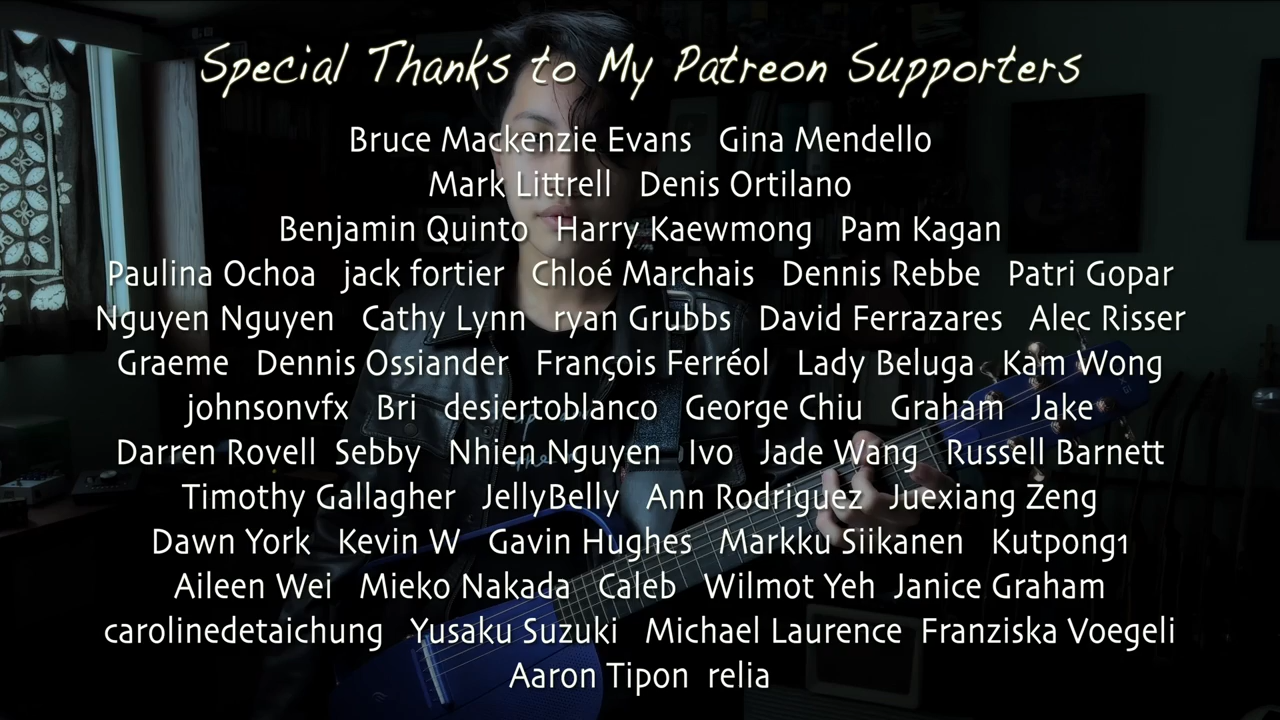 Special Thanks to My Patreon Supporters
Bruce Mackenzie Evans Gina Mendello
Mark Littrell Denis Ortilano
Benjamin Quinto Harry Kaewmong Pam Kagan
Paulina Ochoa jack fortier Chloé Marchais Dennis Rebbe Patri Gopar
Nguyen Nguyen Cathy Lynn ryan Grubbs David Ferrazares Alec Risser
Graeme Dennis Ossiander François Ferréol Lady Beluga Kam Wong
johnsonvfx Bri desiertoblanco George Chiu Graham Jake
Darren Rovell Sebby Nhien Nguyen Ivo Jade Wang Russell Barnett
Timothy Gallagher JellyBelly Ann Rodriguez Juexiang Zeng
Dawn York Kevin W Gavin Hughes Markku Siikanen Kutpong1
Aileen Wei Mieko Nakada Caleb Wilmot Yeh Janice Graham
carolinedetaichung Yusaku Suzuki Michael Laurence Franziska Voegeli
Aaron Tipon relia